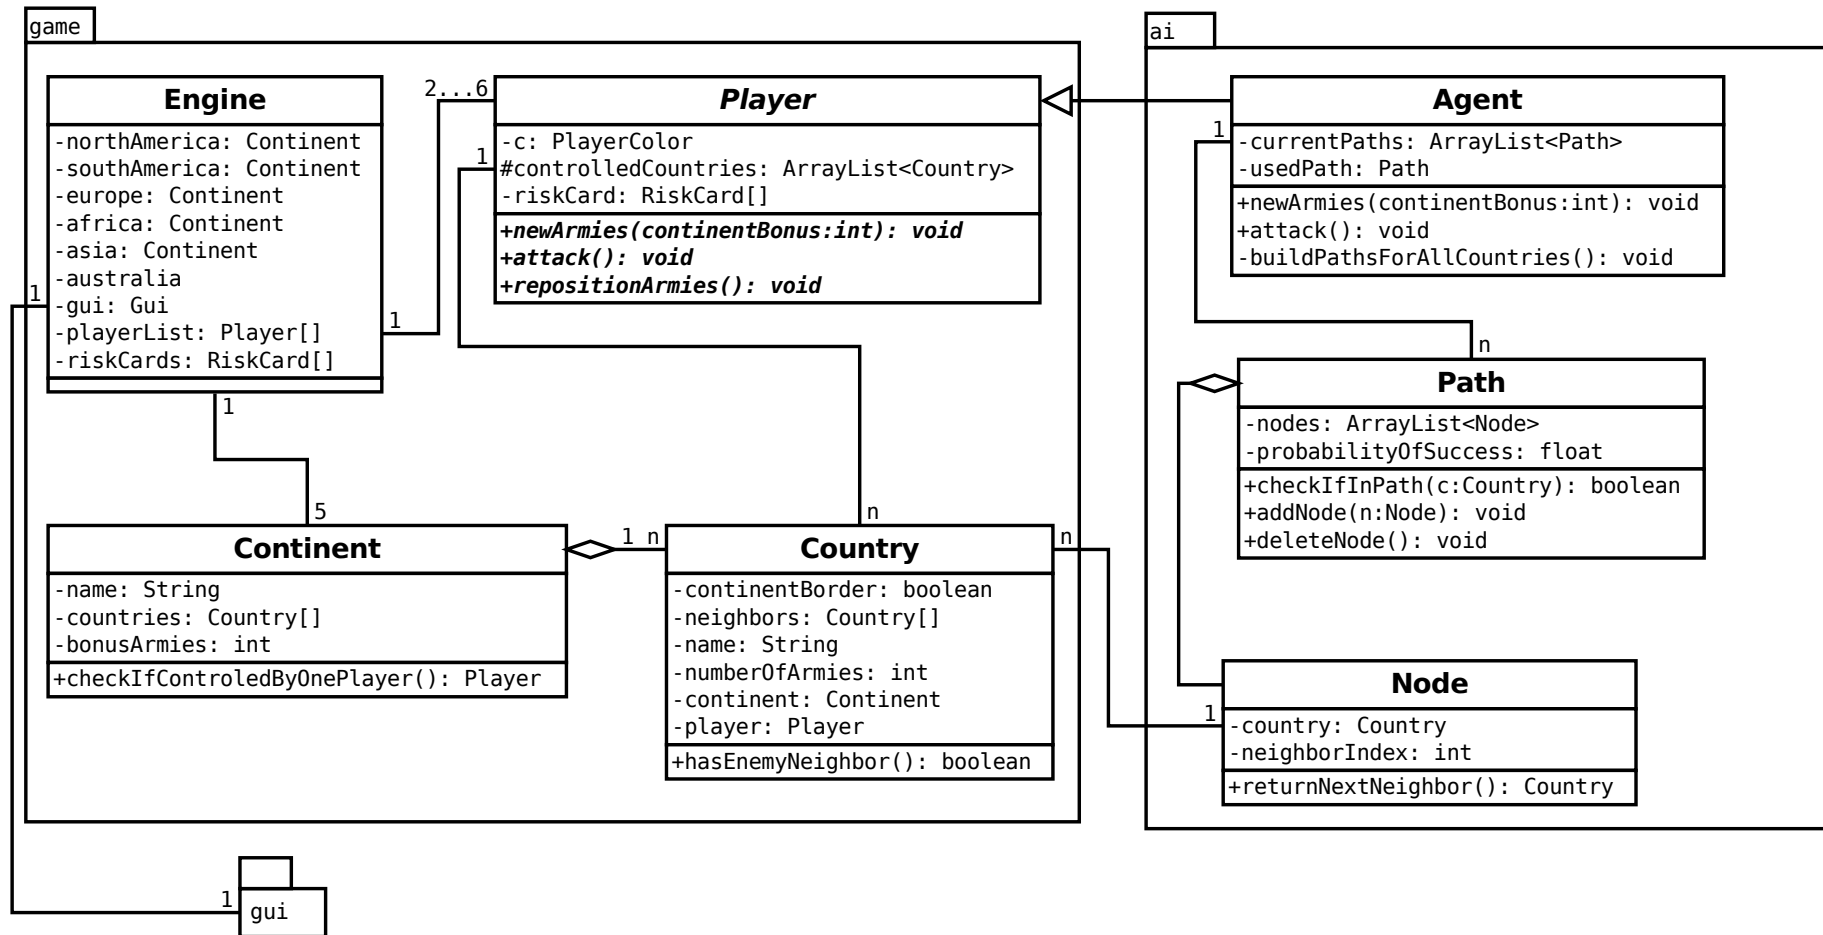 game
Engine
-northAmerica: Continent
-southAmerica: Continent
-europe: Continent
-africa: Continent
-asia: Continent
-australia
-gui: Gui
-playerList: Player[]
-riskCards: RiskCard[]
1
1
1
2...6
Player
-c: PlayerColor
#controlledCountries: ArrayList<Country>
-riskCard: RiskCard[]
+newArmies(continentBonus:int): void
+attack(): void
+repositionArmies(): void
1
n
5
Continent
-name: String
-countries: Country[]
-bonusArmies: int
+checkIfControledByOnePlayer(): Player
1 n
Country
-continentBorder: boolean
-neighbors: Country[]
-name: String
-numberOfArmies: int
-continent: Continent
-player: Player
+hasEnemyNeighbor(): boolean
n
ai
Agent
-currentPaths: ArrayList<Path>
-usedPath: Path
+newArmies(continentBonus:int): void
+attack(): void
-buildPathsForAllCountries(): void
1
n
Path
-nodes: ArrayList<Node>
-probabilityOfSuccess: float
+checkIfInPath(c:Country): boolean
+addNode(n:Node): void
+deleteNode(): void
Node
-country: Country
-neighborIndex: int
+returnNextNeighbor(): Country
1
1
gui